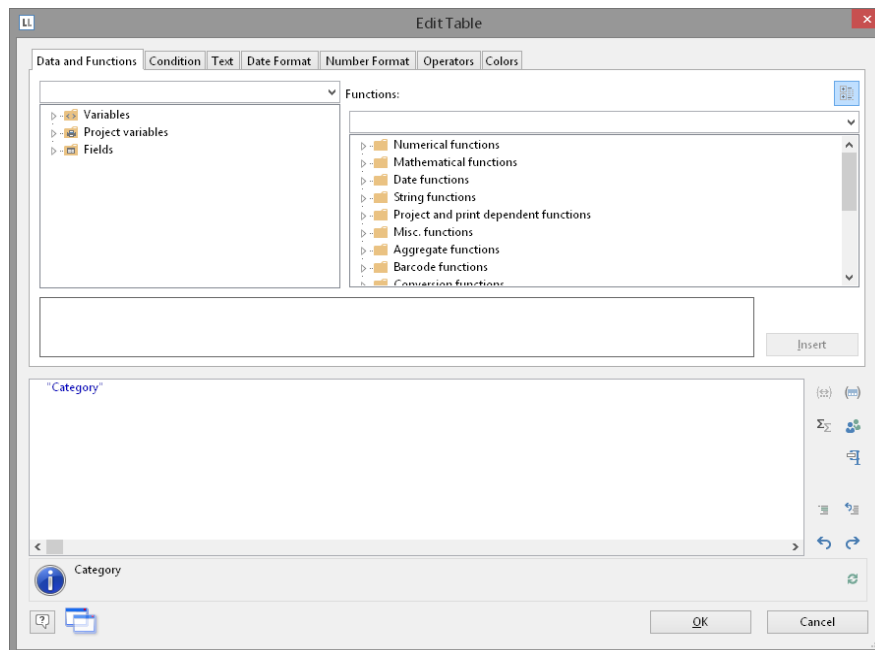 LL
Edit Table
Data and Functions Condition Text Date Format Number Format Operators Colors
Functions:
Variables
Project variables
Fields
Numerical functions
Mathematical functions
Date functions
String functions
Project and print dependent functions
Misc. functions
Aggregate functions
Barcode functions
Conversion functions
Insert
"Category"
Category
OK
Cancel